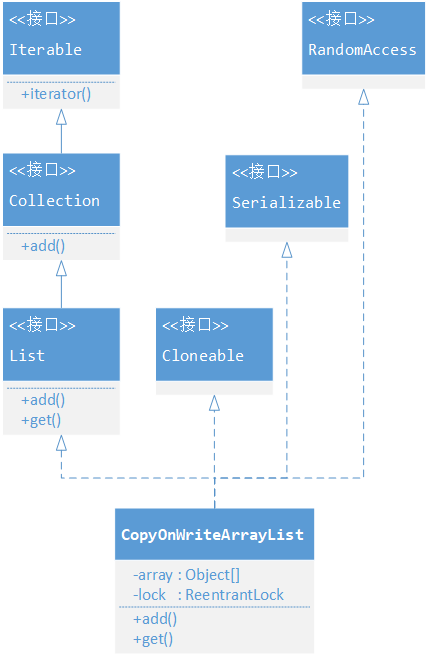 <<接口>>
Iterable
+iterator()
<<接口>>
RandomAccess
<<接口>>
Collection
+add()
<<接口>>
Serializable
<<接口>>
List
+add()
+get()
<<接口>>
Cloneable
CopyOnWriteArrayList
-array : Object[]
-lock : ReentrantLock
+add()
+get()